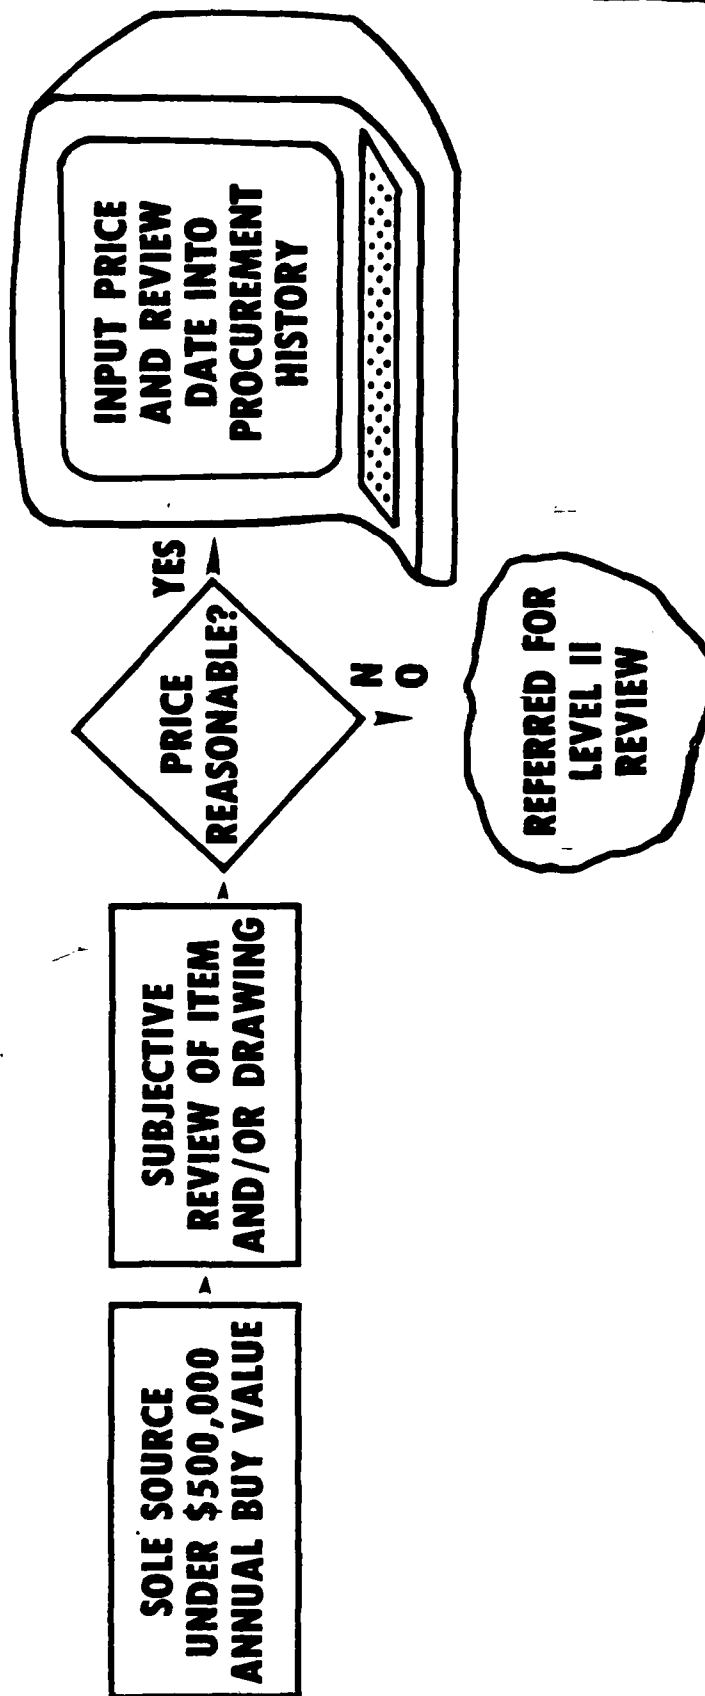 SOLE SOURCE
UNDER $500,000
ANNUAL BUY VALUE
SUBJECTIVE
REVIEW OF ITEM
AND/OR DRAWING
PRICE
REASONABLE?
YES
INPUT PRICE
AND REVIEW
DATE INTO
PROCUREMENT
HISTORY
NO
REFERRED FOR
LEVEL II
REVIEW